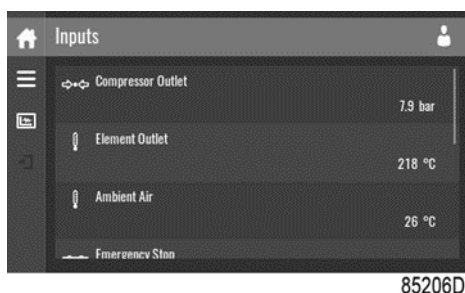 Inputs
Compressor Outlet
7.9 bar
Element Outlet
218 °C
Ambient Air
26 °C
Emergency Stop
85206D